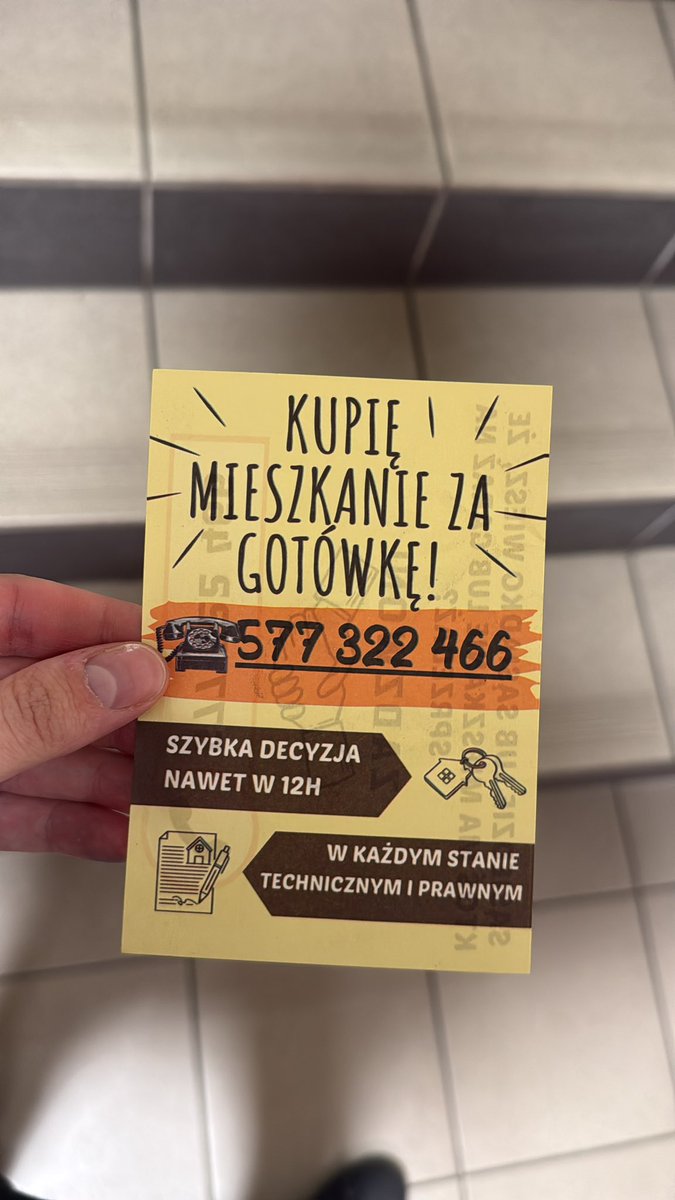 KUPIĘ
MIESZKANIE ZA
GOTÓWKĘ!
577 322 466
SZYBKA DECYZJA
NAWET W 12H
W KAŻDYM STANIE
TECHNICZNYM I PRAWNYM